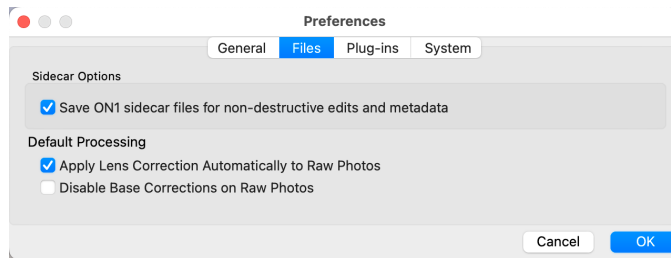 Preferences
General Files Plug-ins System
Sidecar Options
Save ON1 sidecar files for non-destructive edits and metadata
Default Processing
Apply Lens Correction Automatically to Raw Photos
Disable Base Corrections on Raw Photos
Cancel OK